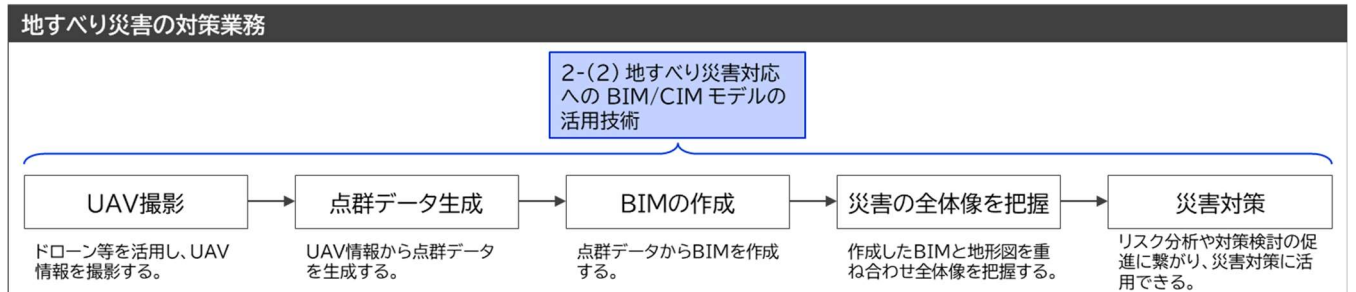 地すべり災害の対策業務
2-(2) 地すべり災害対応
への BIM/CIM モデルの
活用技術
UAV撮影
点群データ生成
BIMの作成
災害の全体像を把握
災害対策
ドローン等を活用し、UAV
情報を撮影する。
UAV情報から点群データ
を生成する。
点群データからBIMを作成
する。
作成したBIMと地形図を重
ね合わせ全体像を把握する。
リスク分析や対策検討の促
進に繋がり、災害対策に活
用できる。